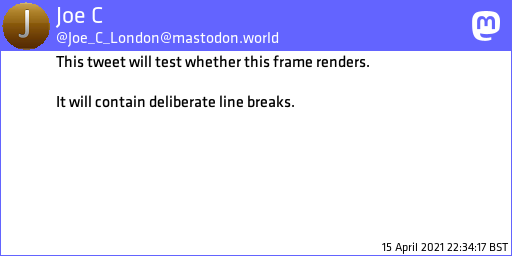 J
Joe C
@Joe_C_London@mastodon.world
m
This tweet will test whether this frame renders.
It will contain deliberate line breaks.
15 April 2021 22:34:17 BST